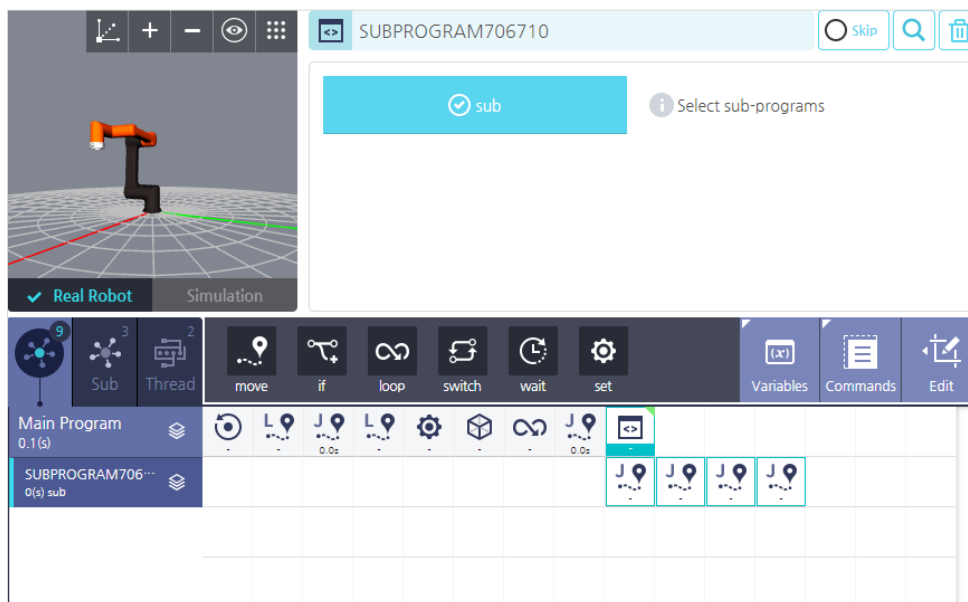 SUBPROGRAM706710
Skip
sub
Select sub-programs
Real Robot
Simulation
9
3
2
Sub
Thread
move
if
loop
switch
wait
set
(x)
Variables
Commands
Edit
Main Program
0.1(s)
L
J
L
J
- - 0.0s - - - - 0.0s -
SUBPROGRAM706···
0(s) sub
J
J
J
J
- - - -